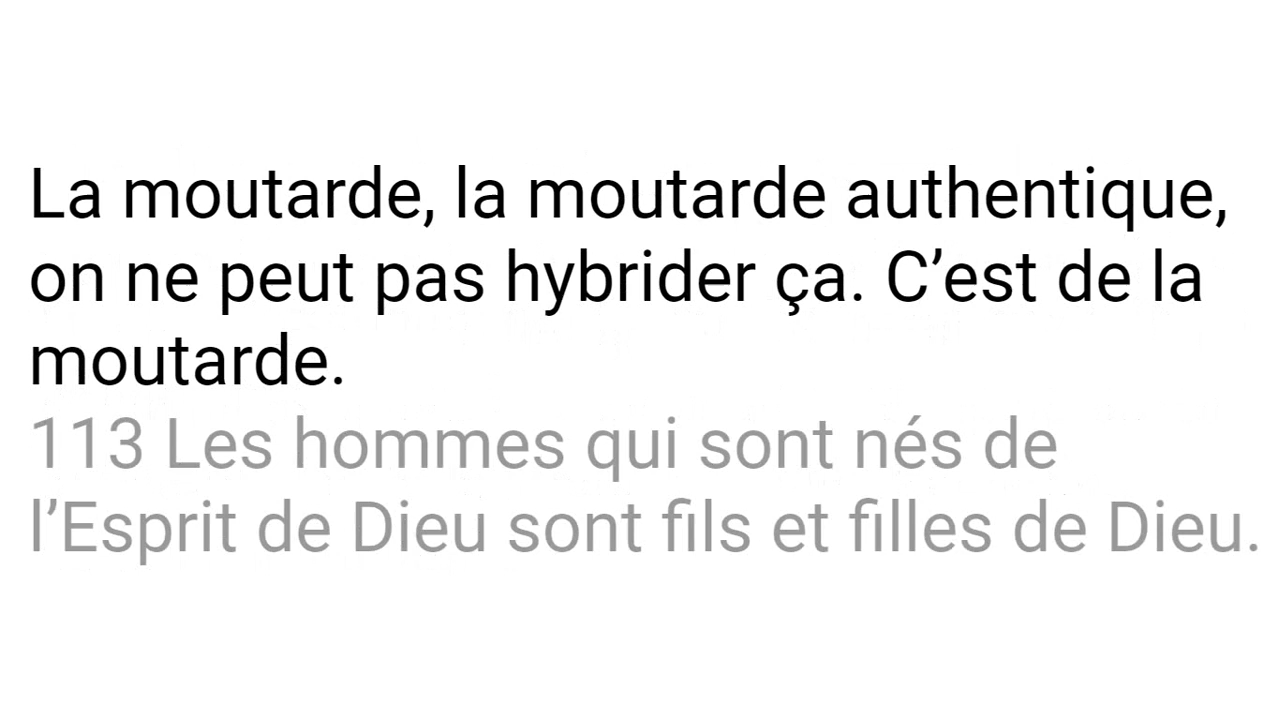 La moutarde, la moutarde authentique,
on ne peut pas hybrider ça. C’est de la
moutarde.
113 Les hommes qui sont nés de
l’Esprit de Dieu sont fils et filles de Dieu.